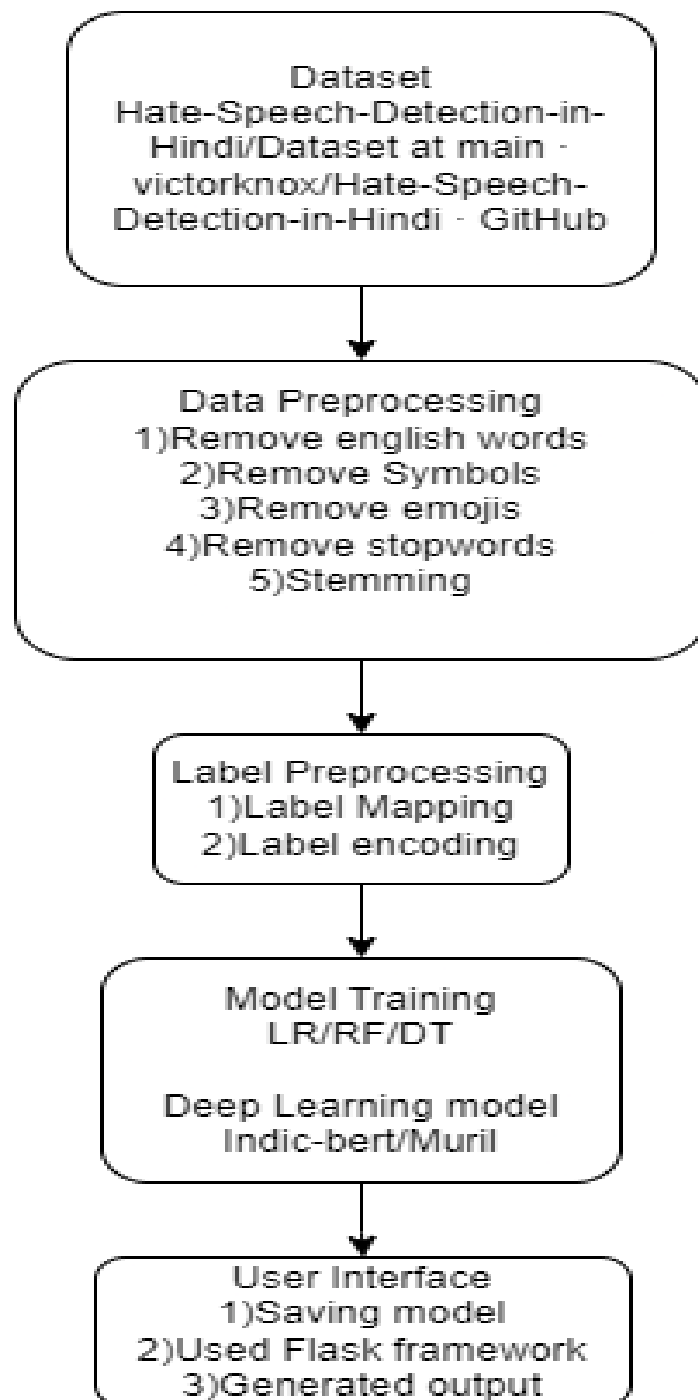 Dataset
Hate-Speech-Detection-in-
Hindi/Dataset at main ·
victorknox/Hate-Speech-
Detection-in-Hindi · GitHub
Data Preprocessing
1)Remove english words
2)Remove Symbols
3)Remove emojis
4)Remove stopwords
5)Stemming
Label Preprocessing
1)Label Mapping
2)Label encoding
Model Training
LR/RF/DT
Deep Learning model
Indic-bert/Muril
User Interface
1)Saving model
2)Used Flask framework
3)Generated output